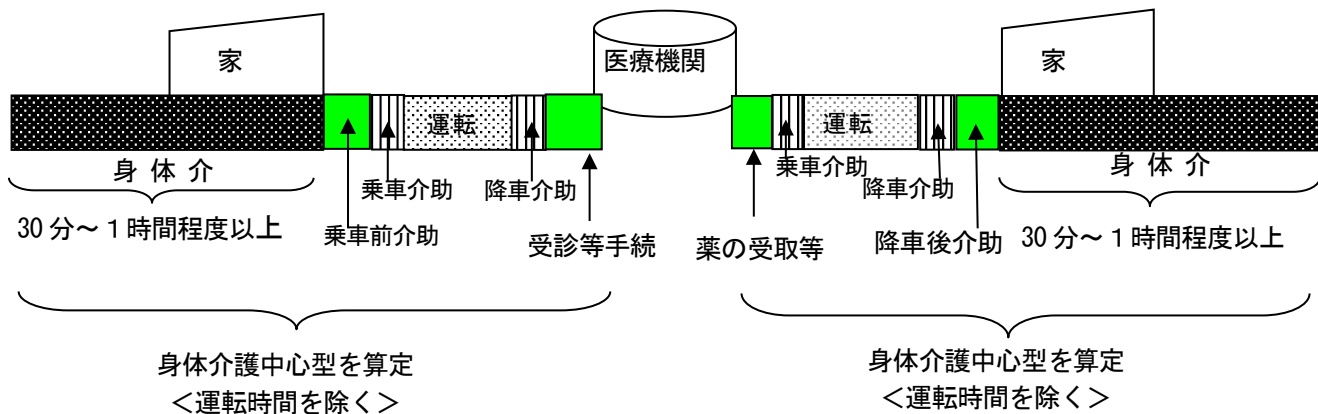 家
医療機関
家
運転
運転
身 体 介
乗車介助
降車介助
乗車介助
降車介助
身 体 介
30 分～１時間程度以上
乗車前介助
受診等手続
薬の受取等
降車後介助
30 分～１時間程度以上
身体介護中心型を算定
＜運転時間を除く＞
身体介護中心型を算定
＜運転時間を除く＞